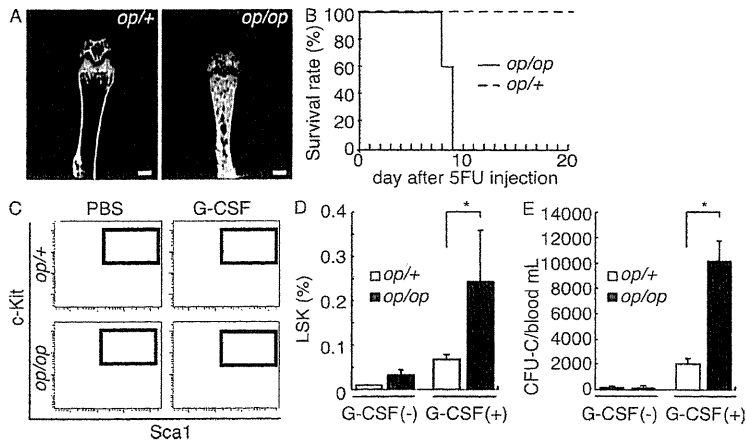 A
op/+
op/op
B
Survival rate (%)
100
80
60
40
20
0
0
10
20
day after 5FU injection
op/op
op/+
C
PBS
G-CSF
op/+
op/op
c-Kit
Sca1
D
LSK (%)
0.4
0.3
0.2
0.1
0
*
op/+
op/op
G-CSF(-)
G-CSF(+)
E
CFU-C/blood mL
14000
12000
10000
8000
6000
4000
2000
0
*
op/+
op/op
G-CSF(-)
G-CSF(+)